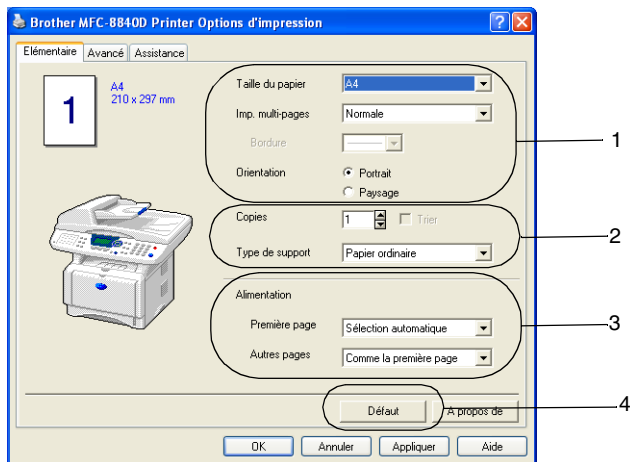 Brother MFC-8840D Printer Options d'impression
Elémentaire Avancé Assistance
1
A4
210 x 297 mm
Taille du papier A4
Imp. multi-pages Normale
Bordure
Orientation Portrait
Paysage
1
Copies 1 Trier
Type de support Papier ordinaire
2
Alimentation
Première page Sélection automatique
Autres pages Comme la première page
3
Défaut A propos de
4
OK Annuler Appliquer Aide